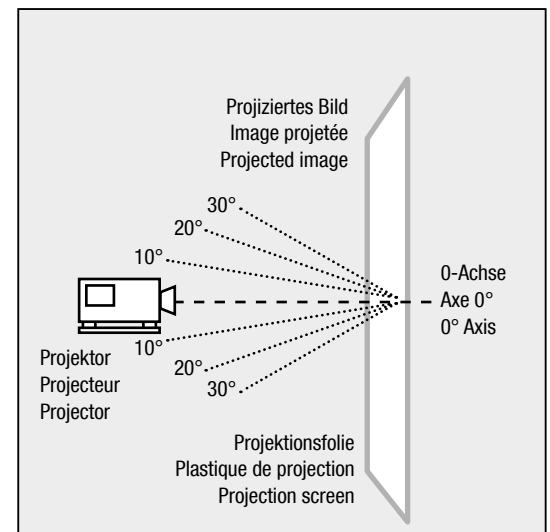 Projiziertes Bild
Image projetée
Projected image
30°
20°
10°
0-Achse
Axe 0°
0° Axis
Projektor
Projecteur
Projector
10°
20°
30°
Projektionsfolie
Plastique de projection
Projection screen